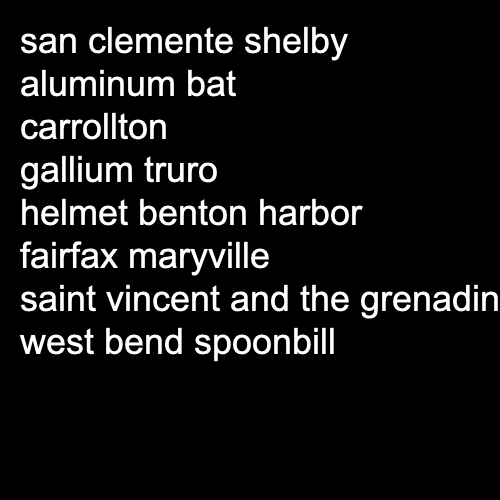 san clemente shelby
aluminum bat
carrollton
gallium truro
helmet benton harbor
fairfax maryville
saint vincent and the grenadin
west bend spoonbill